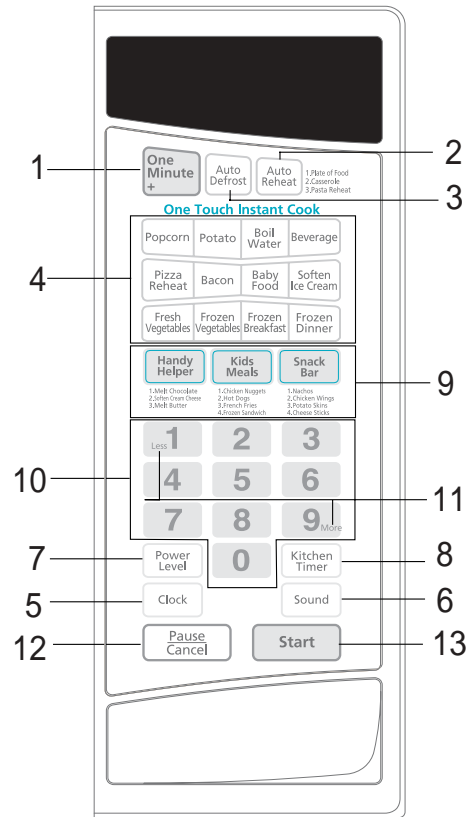 One Minute +
Auto Defrost
Auto Reheat
1.Plate of Food
2.Casserole
3.Pasta Reheat
1
2
3
One Touch Instant Cook
Popcorn
Potato
Boil Water
Beverage
4
Pizza Reheat
Bacon
Baby Food
Soften Ice Cream
Fresh Vegetables
Frozen Vegetables
Frozen Breakfast
Frozen Dinner
Handy Helper
Kids Meals
Snack Bar
9
1.Melt Chocolate
2.Soften Cream Cheese
3.Melt Butter
1.Chicken Nuggets
2.Hot Dogs
3.French Fries
4.Frozen Sandwich
1.Nachos
2.Chicken Wings
3.Potato Skins
4.Cheese Sticks
Less 1
2
3
10
4
5
6
11
7
8
9 More
7
Power Level
0
Kitchen Timer
8
5
Clock
Sound
6
12
Pause
Cancel
Start
13